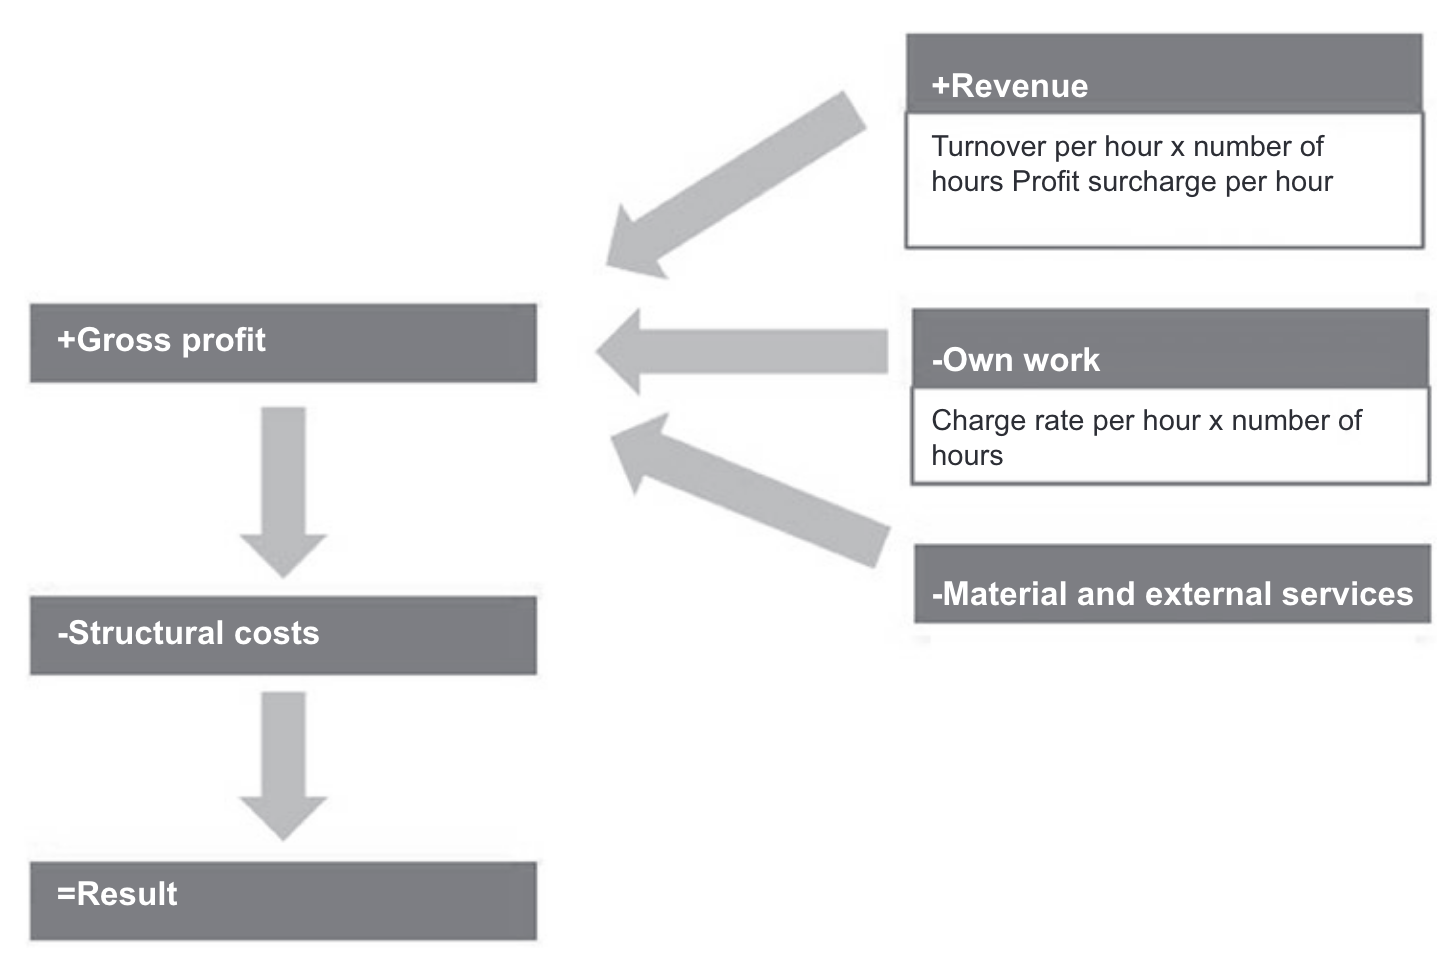 +Revenue
Turnover per hour x number of
hours Profit surcharge per hour
+Gross profit
-Own work
Charge rate per hour x number of
hours
-Material and external services
-Structural costs
=Result